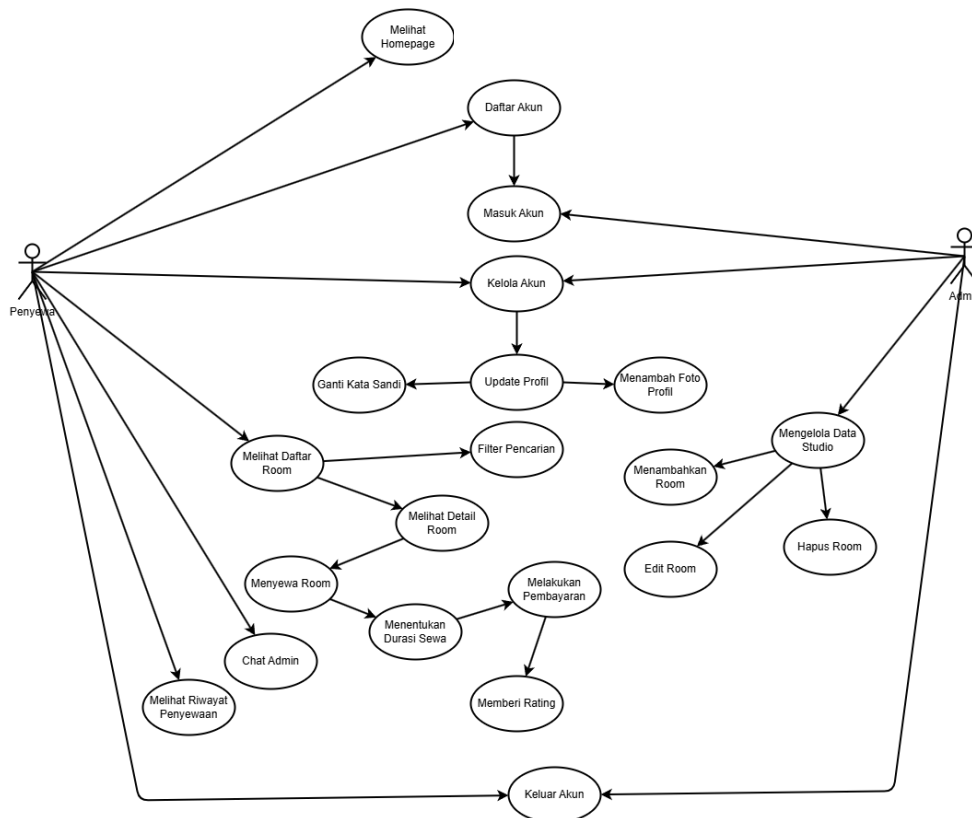 Melihat
Homepage
Daftar Akun
Masuk Akun
Kelola Akun
Penyewa
Adm
Ganti Kata Sandi
Update Profil
Menambah Foto
Profil
Melihat Daftar
Room
Filter Pencarian
Mengelola Data
Studio
Menambahkan
Room
Melihat Detail
Room
Hapus Room
Edit Room
Menyewa Room
Melakukan
Pembayaran
Menentukan
Durasi Sewa
Chat Admin
Melihat Riwayat
Penyewaan
Memberi Rating
Keluar Akun